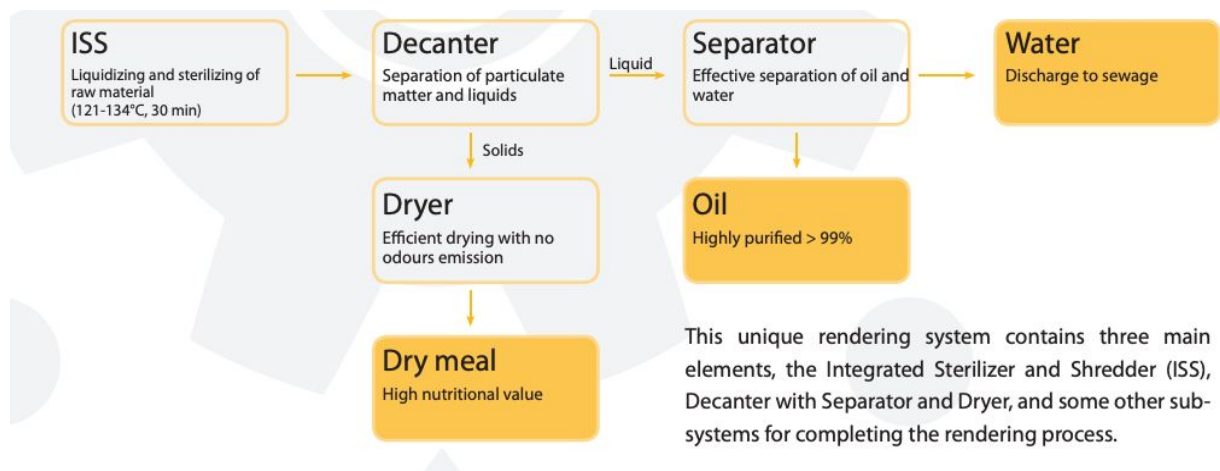 ISS
Liquidizing and sterilizing of
raw material
(121-134°C, 30 min)
Decanter
Separation of particulate
matter and liquids
Liquid
Separator
Effective separation of oil and
water
Water
Discharge to sewage
Solids
Dryer
Efficient drying with no
odours emission
Oil
Highly purified > 99%
Dry meal
High nutritional value
This unique rendering system contains three main
elements, the Integrated Sterilizer and Shredder (ISS),
Decanter with Separator and Dryer, and some other sub-
systems for completing the rendering process.